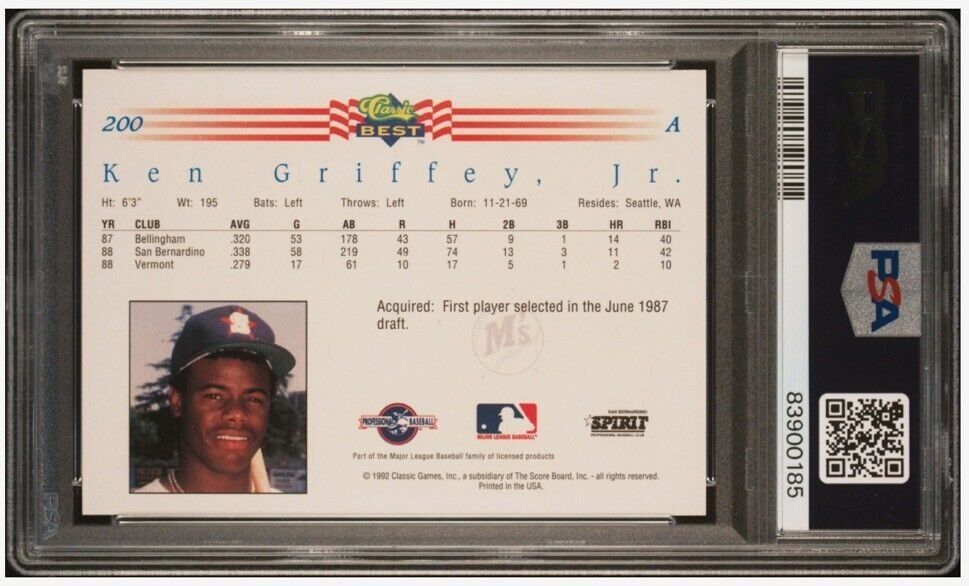 Classic
BEST
TM
200
A
Ken Griffey, Jr.
Ht: 6'3" Wt: 195 Bats: Left Throws: Left Born: 11-21-69 Resides: Seattle, WA
YR CLUB AVG G AB R H 2B 3B HR RBI
87 Bellingham .320 53 178 43 57 9 1 14 40
88 San Bernardino .338 58 219 49 74 13 3 11 42
88 Vermont .279 17 61 10 17 5 1 2 10
Acquired: First player selected in the June 1987
draft.
M's
S
PROFESSIONAL BASEBALL
MAJOR LEAGUE BASEBALL
SAN BERNARDINO
SPIRIT
PROFESSIONAL BASEBALL CLUB
Part of the Major League Baseball family of licensed products
© 1992 Classic Games, Inc., a subsidiary of The Score Board, Inc. - all rights reserved.
Printed in the USA.
83900185
PSA
PSA
PSA